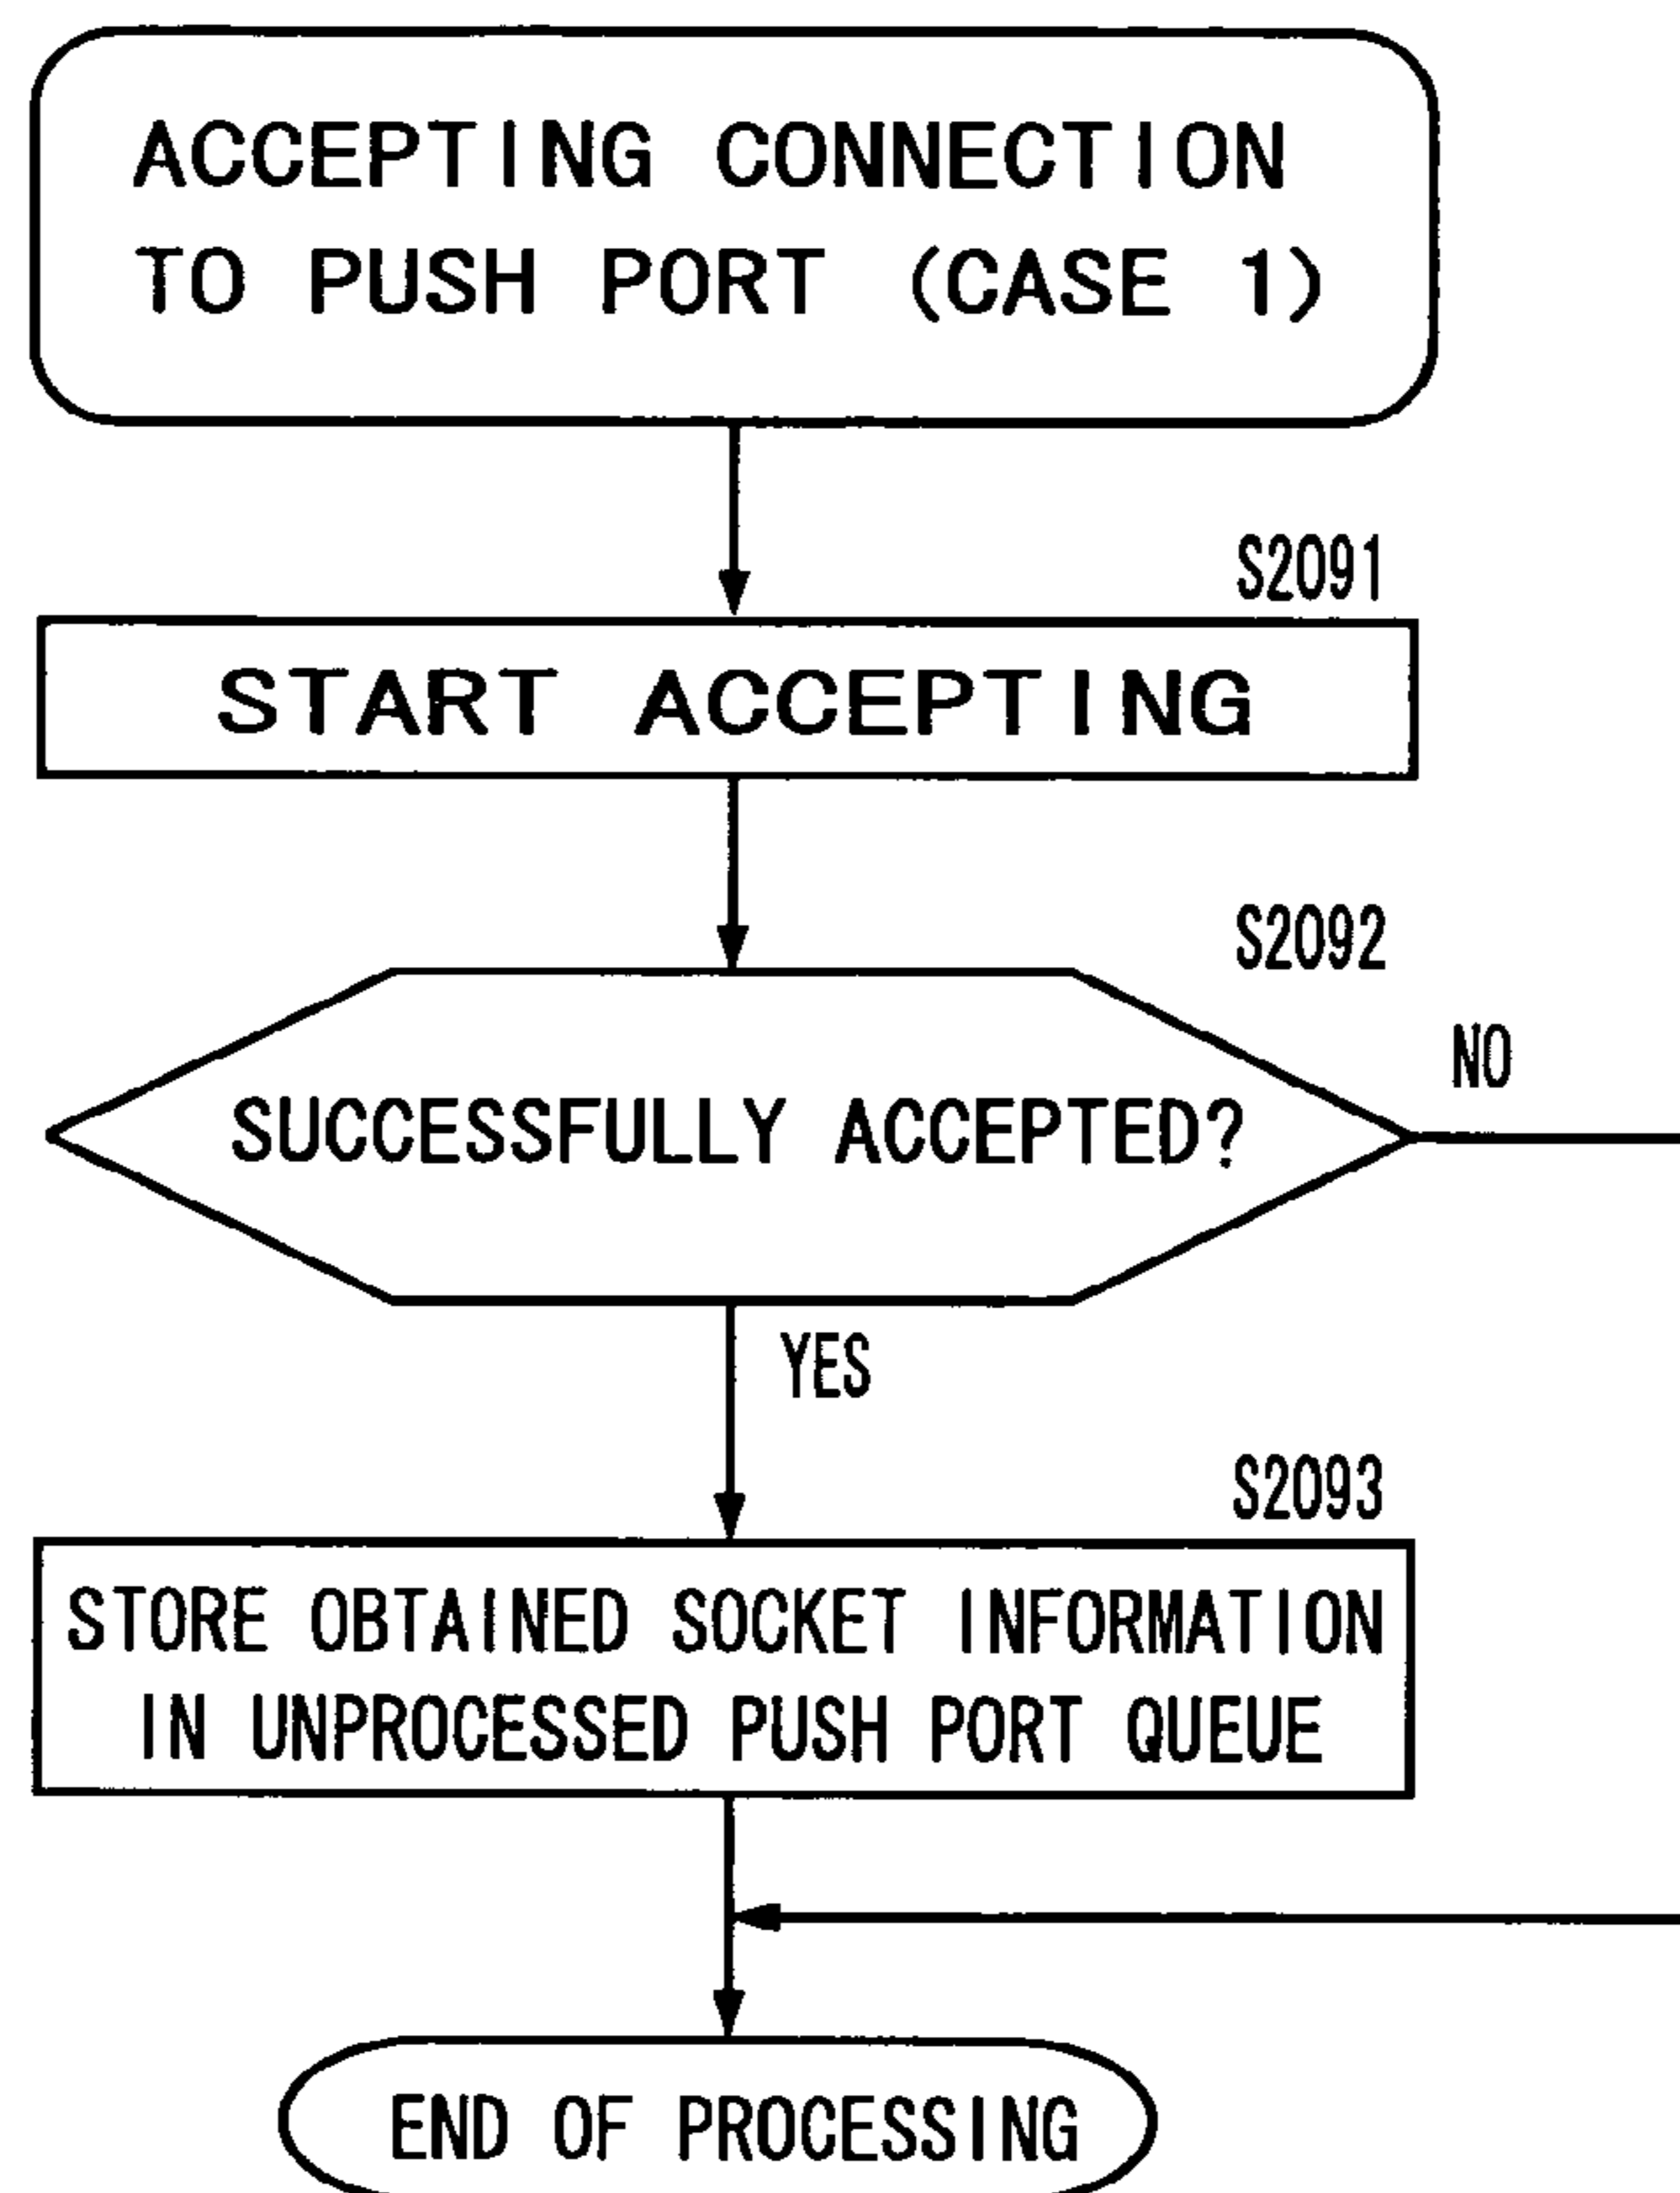 ACCEPTING CONNECTION
TO PUSH PORT (CASE 1)
S2091
START ACCEPTING
S2092
NO
SUCCESSFULLY ACCEPTED?
YES
S2093
STORE OBTAINED SOCKET INFORMATION
IN UNPROCESSED PUSH PORT QUEUE
END OF PROCESSING